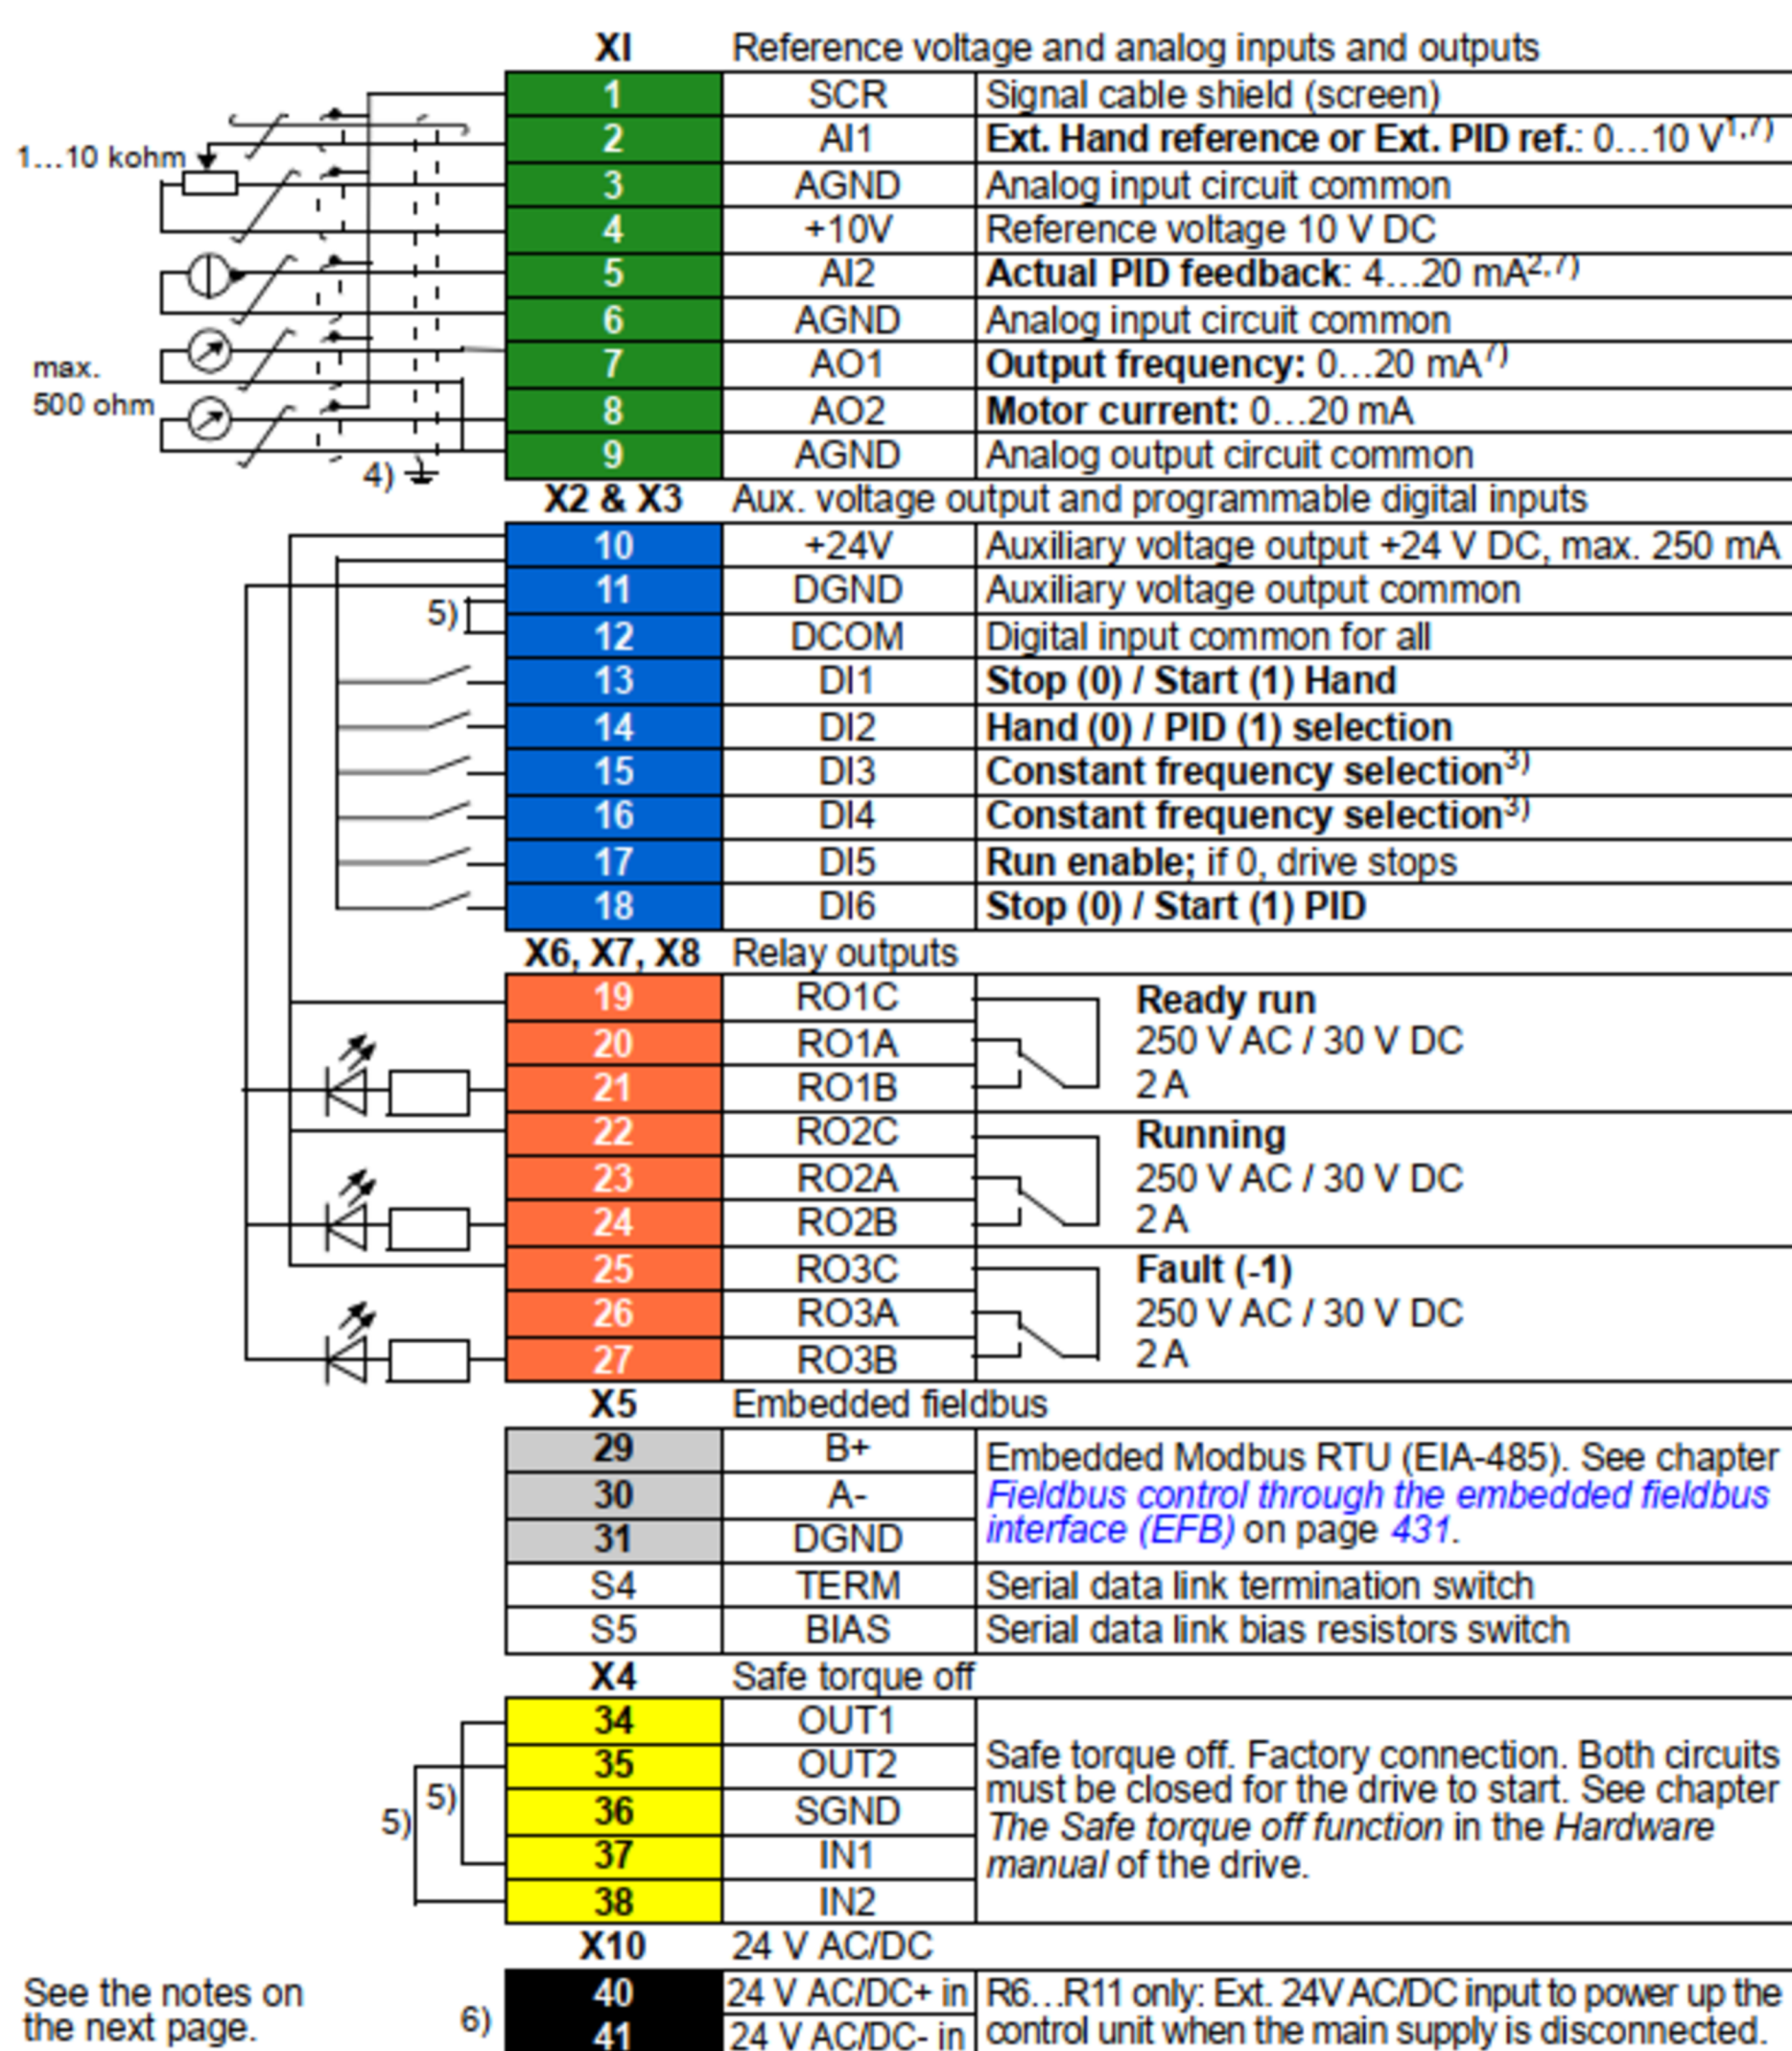 XI Reference voltage and analog inputs and outputs
1 SCR Signal cable shield (screen)
2 AI1 Ext. Hand reference or Ext. PID ref.: 0...10 V1,7)
1...10 kohm
3 AGND Analog input circuit common
4 +10V Reference voltage 10 V DC
5 AI2 Actual PID feedback: 4...20 mA2,7)
6 AGND Analog input circuit common
7 AO1 Output frequency: 0...20 mA7)
max.
500 ohm
8 AO2 Motor current: 0...20 mA
9 AGND Analog output circuit common
4)
X2 & X3 Aux. voltage output and programmable digital inputs
10 +24V Auxiliary voltage output +24 V DC, max. 250 mA
11 DGND Auxiliary voltage output common
5)
12 DCOM Digital input common for all
13 DI1 Stop (0) / Start (1) Hand
14 DI2 Hand (0) / PID (1) selection
15 DI3 Constant frequency selection3)
16 DI4 Constant frequency selection3)
17 DI5 Run enable; if 0, drive stops
18 DI6 Stop (0) / Start (1) PID
X6, X7, X8 Relay outputs
19 RO1C Ready run
20 RO1A 250 V AC / 30 V DC
21 RO1B 2 A
22 RO2C Running
23 RO2A 250 V AC / 30 V DC
24 RO2B 2 A
25 RO3C Fault (-1)
26 RO3A 250 V AC / 30 V DC
27 RO3B 2 A
X5 Embedded fieldbus
29 B+ Embedded Modbus RTU (EIA-485). See chapter
30 A- Fieldbus control through the embedded fieldbus
31 DGND interface (EFB) on page 431.
S4 TERM Serial data link termination switch
S5 BIAS Serial data link bias resistors switch
X4 Safe torque off
34 OUT1
35 OUT2 Safe torque off. Factory connection. Both circuits
must be closed for the drive to start. See chapter
5) 5)
36 SGND The Safe torque off function in the Hardware
37 IN1 manual of the drive.
38 IN2
X10 24 V AC/DC
40 24 V AC/DC+ in R6...R11 only: Ext. 24V AC/DC input to power up the
41 24 V AC/DC- in control unit when the main supply is disconnected.
6)
See the notes on
the next page.